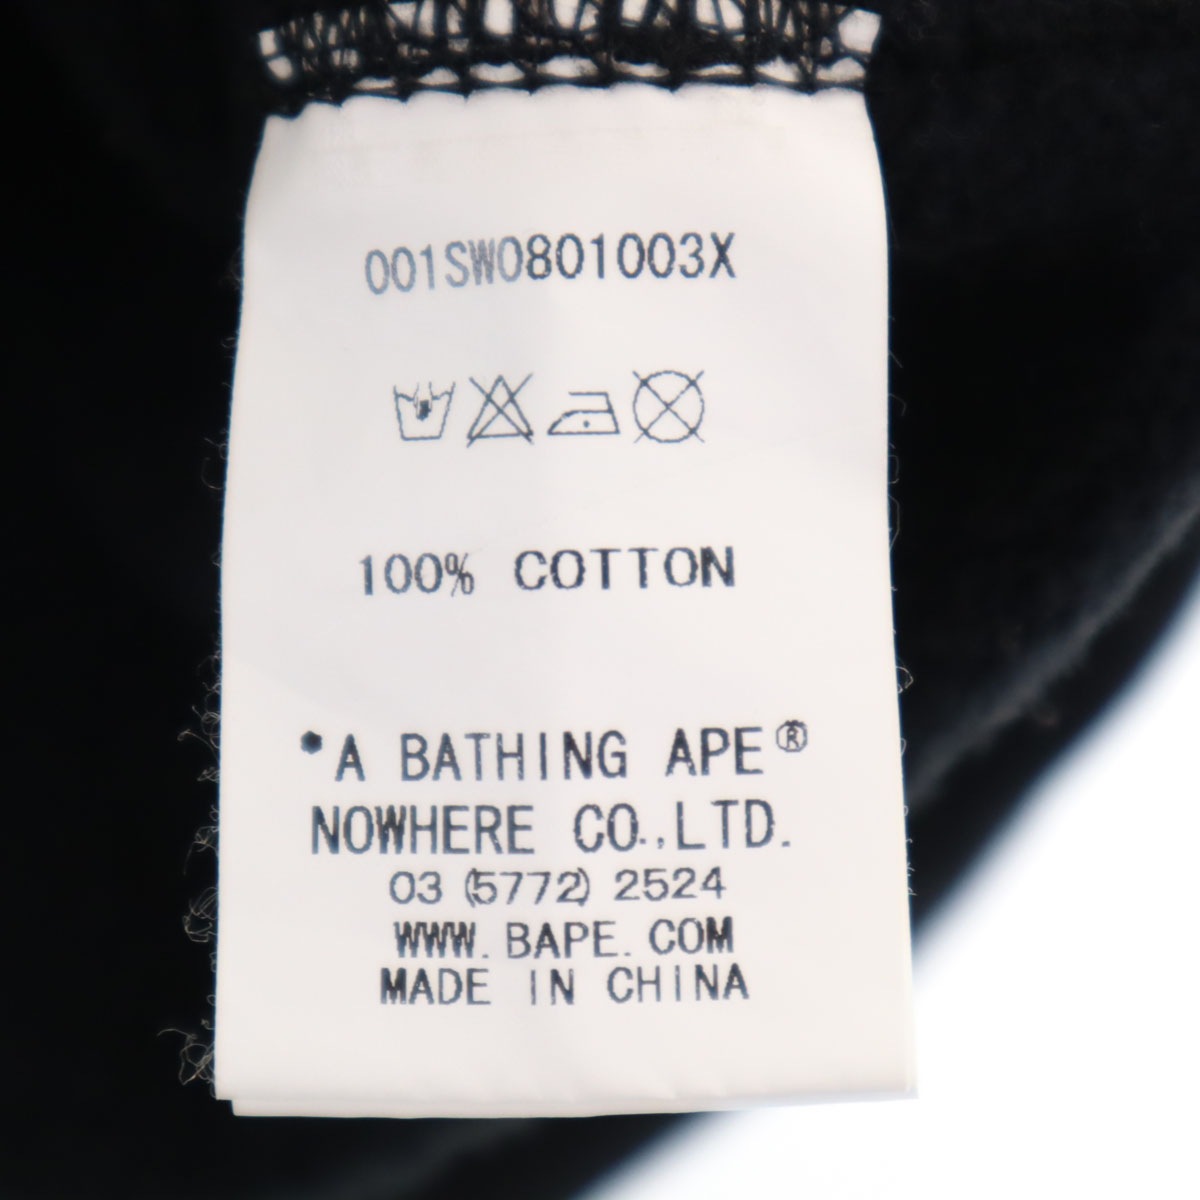 001SW0801003X
100% COTTON
*A BATHING APE®
NOWHERE CO.,LTD.
03 (5772) 2524
WWW. BAPE. COM
MADE IN CHINA